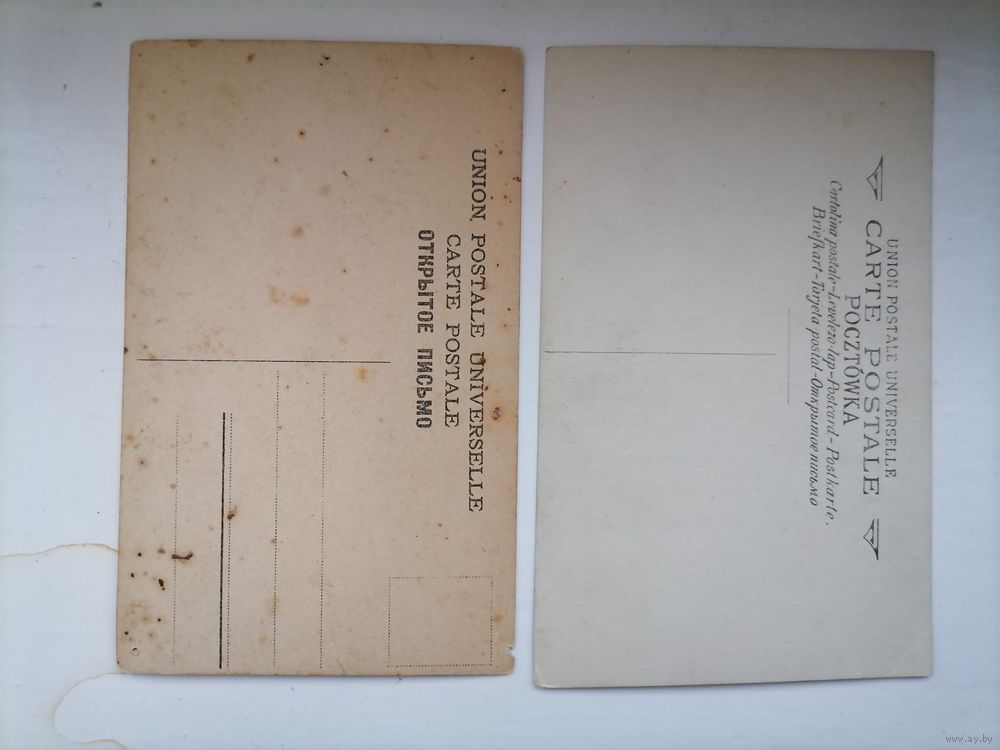 UNION POSTALE UNIVERSELLE
CARTE POSTALE
ОТКРЫТОЕ ПИСЬМО
UNION POSTALE UNIVERSELLE
CARTE POSTALE
POCZTÓWKA
Cartolina postale-Levelezo-lap-Postcard-Postkarte.
Briefkart-Tarjeta postal-Открытое письмо
www.ay.by